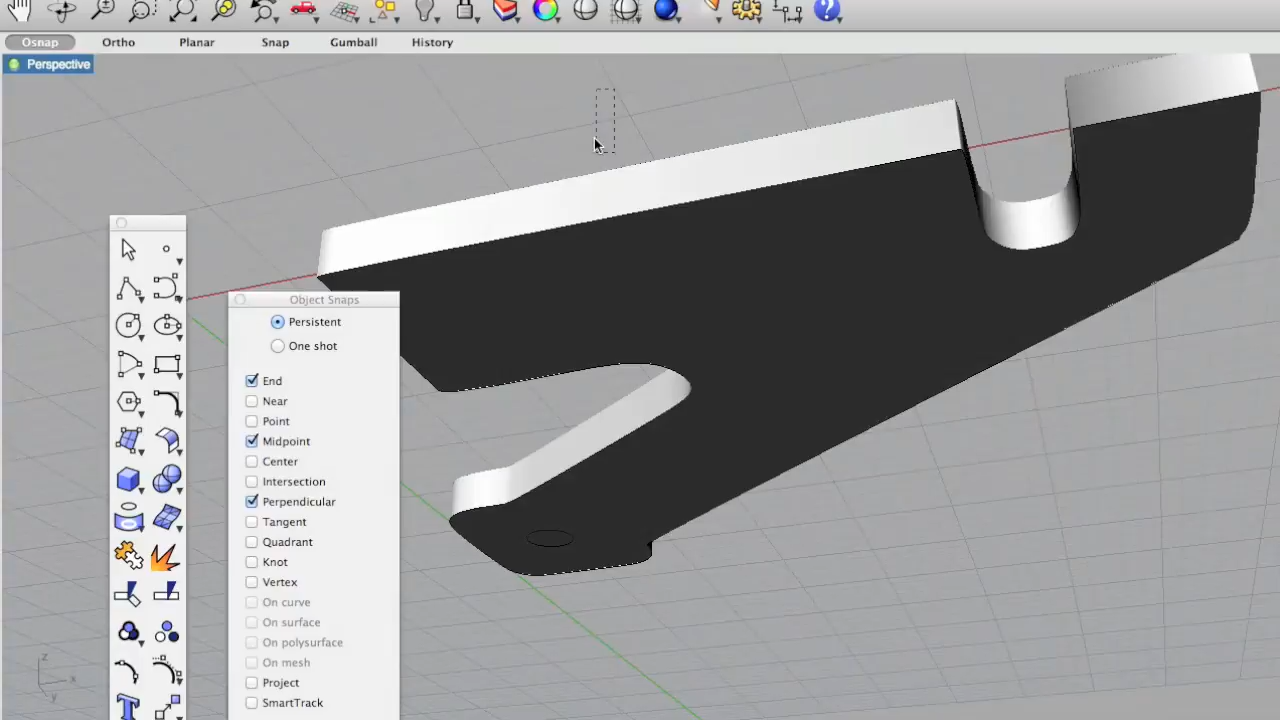 Osnap Ortho Planar Snap Gumball History
Perspective
Object Snaps
Persistent
One shot
End
Near
Point
Midpoint
Center
Intersection
Perpendicular
Tangent
Quadrant
Knot
Vertex
On curve
On surface
On polysurface
On mesh
Project
SmartTrack
z
x
y